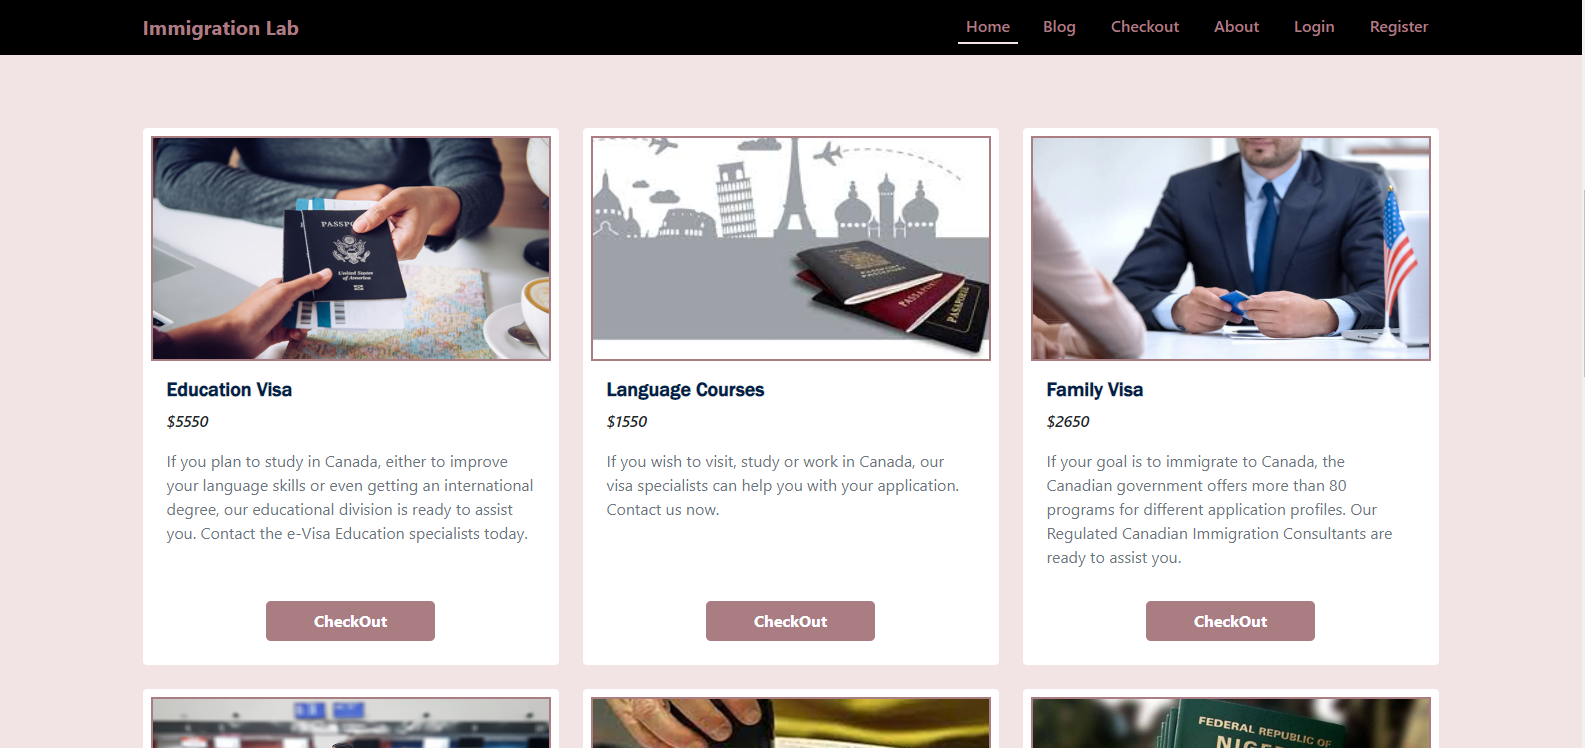 Immigration Lab
Home Blog Checkout About Login Register
PASSPORT
United States
of America
PASSPORT
PASSEPORT
PASAPORTE
Education Visa
$5550
If you plan to study in Canada, either to improve
your language skills or even getting an international
degree, our educational division is ready to assist
you. Contact the e-Visa Education specialists today.
CheckOut
Language Courses
$1550
If you wish to visit, study or work in Canada, our
visa specialists can help you with your application.
Contact us now.
CheckOut
Family Visa
$2650
If your goal is to immigrate to Canada, the
Canadian government offers more than 80
programs for different application profiles. Our
Regulated Canadian Immigration Consultants are
ready to assist you.
CheckOut
FEDERAL REPUBLIC OF